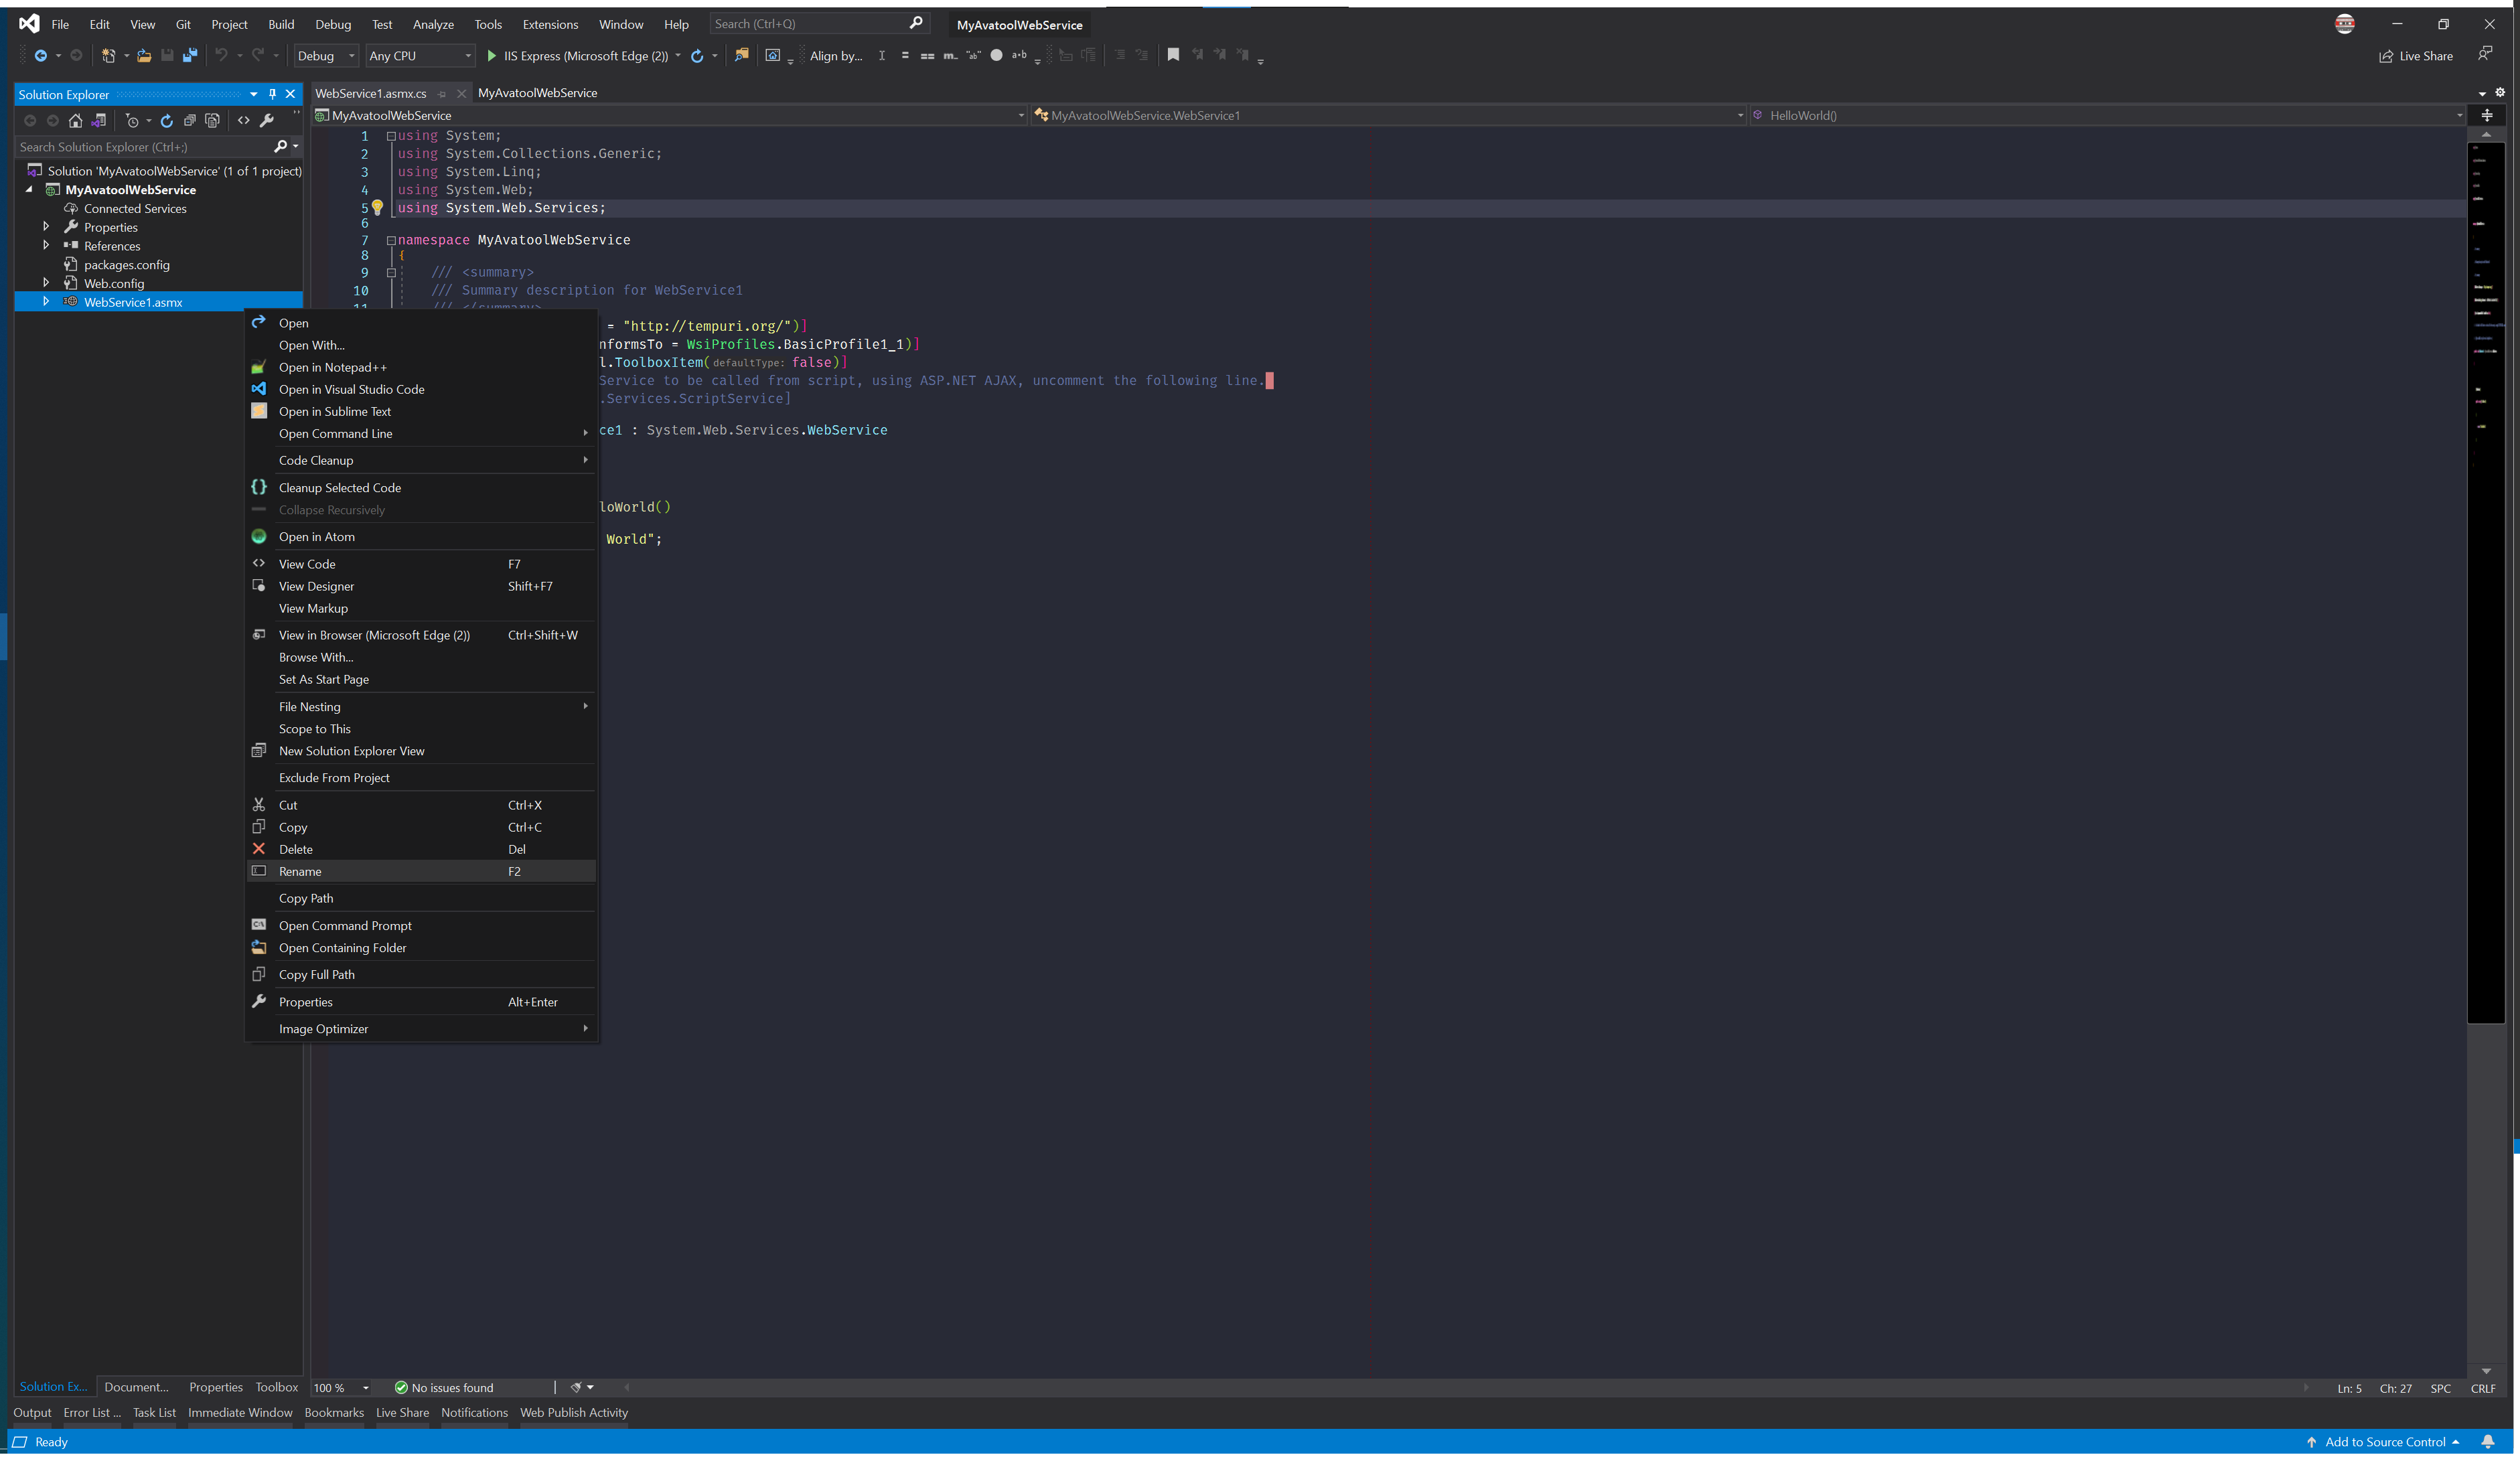 File Edit View Git Project Build Debug Test Analyze Tools Extensions Window Help Search (Ctrl+Q) MyAvatoolWebService
Debug Any CPU IIS Express (Microsoft Edge (2)) Align by... Live Share
Solution Explorer
Search Solution Explorer (Ctrl+;)
Solution 'MyAvatoolWebService' (1 of 1 project)
MyAvatoolWebService
Connected Services
Properties
References
packages.config
Web.config
WebService1.asmx
WebService1.asmx.cs MyAvatoolWebService
MyAvatoolWebService MyAvatoolWebService.WebService1 HelloWorld()
1 using System;
2 using System.Collections.Generic;
3 using System.Linq;
4 using System.Web;
5 using System.Web.Services;
6
7 namespace MyAvatoolWebService
8 {
9 /// <summary>
10 /// Summary description for WebService1
11 /// </summary>
= "http://tempuri.org/")]
nformsTo = WsiProfiles.BasicProfile1_1)]
l.ToolboxItem(defaultType: false)]
Service to be called from script, using ASP.NET AJAX, uncomment the following line.
.Services.ScriptService]
ce1 : System.Web.Services.WebService
loWorld()
World";
Open
Open With...
Open in Notepad++
Open in Visual Studio Code
Open in Sublime Text
Open Command Line
Code Cleanup
Cleanup Selected Code
Collapse Recursively
Open in Atom
View Code F7
View Designer Shift+F7
View Markup
View in Browser (Microsoft Edge (2)) Ctrl+Shift+W
Browse With...
Set As Start Page
File Nesting
Scope to This
New Solution Explorer View
Exclude From Project
Cut Ctrl+X
Copy Ctrl+C
Delete Del
Rename F2
Copy Path
Open Command Prompt
Open Containing Folder
Copy Full Path
Properties Alt+Enter
Image Optimizer
Solution Ex... Document... Properties Toolbox
100 % No issues found Ln: 5 Ch: 27 SPC CRLF
Output Error List ... Task List Immediate Window Bookmarks Live Share Notifications Web Publish Activity
Ready Add to Source Control